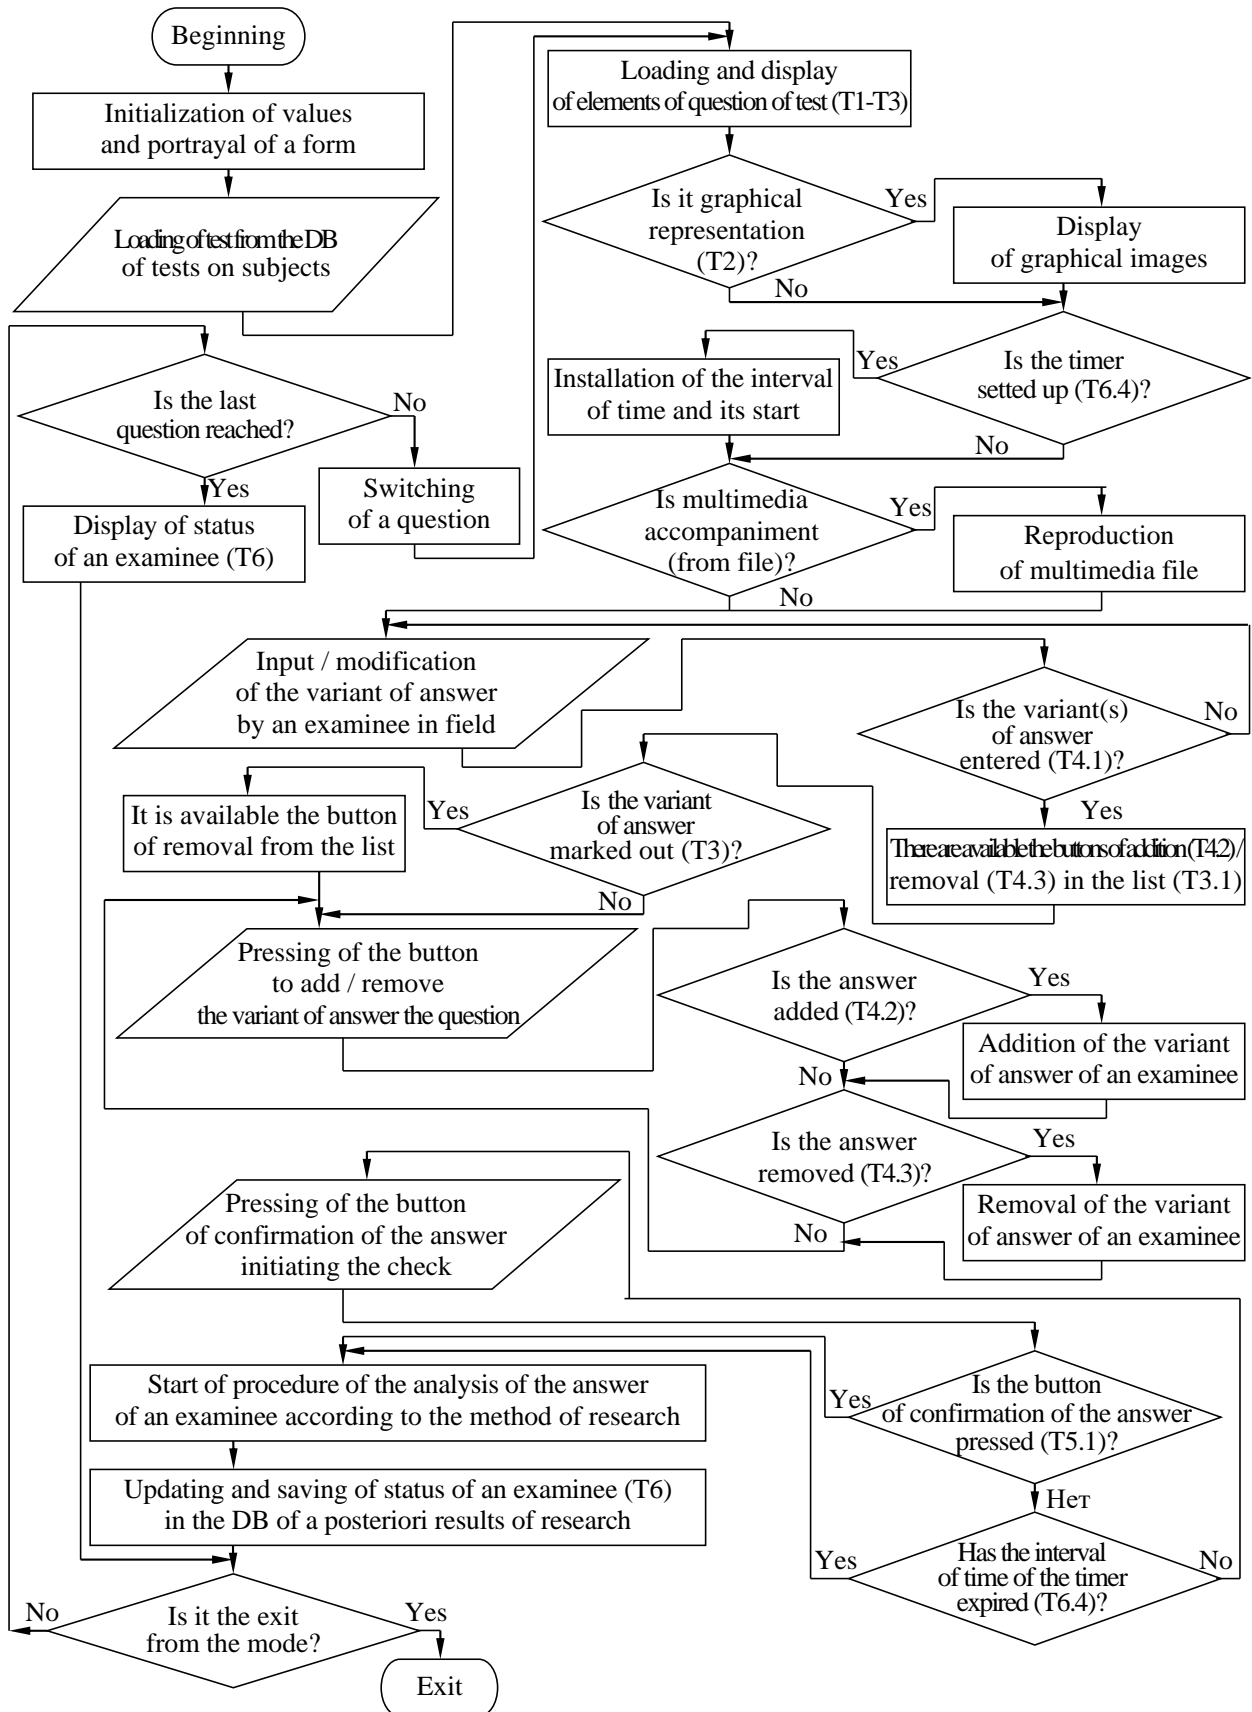 Beginning
Initialization of values
and portrayal of a form
Loading of test from the DB
of tests on subjects
Is the last
question reached?
No
Yes
Switching
of a question
Display of status
of an examinee (T6)
Loading and display
of elements of question of test (T1-T3)
Is it graphical
representation
(T2)?
Yes
No
Display
of graphical images
Is the timer
setted up (T6.4)?
Yes
No
Installation of the interval
of time and its start
Is multimedia
accompaniment
(from file)?
Yes
No
Reproduction
of multimedia file
Input / modification
of the variant of answer
by an examinee in field
Is the variant(s)
of answer
entered (T4.1)?
No
Yes
There are available the buttons of addition (T4.2) /
removal (T4.3) in the list (T3.1)
Is the variant
of answer
marked out (T3)?
Yes
No
It is available the button
of removal from the list
Pressing of the button
to add / remove
the variant of answer the question
Is the answer
added (T4.2)?
Yes
No
Addition of the variant
of answer of an examinee
Is the answer
removed (T4.3)?
Yes
No
Removal of the variant
of answer of an examinee
Pressing of the button
of confirmation of the answer
initiating the check
Is the button
of confirmation of the answer
pressed (T5.1)?
Yes
Нет
Start of procedure of the analysis of the answer
of an examinee according to the method of research
Updating and saving of status of an examinee (T6)
in the DB of a posteriori results of research
Has the interval
of time of the timer
expired (T6.4)?
Yes
No
Is it the exit
from the mode?
No
Yes
Exit